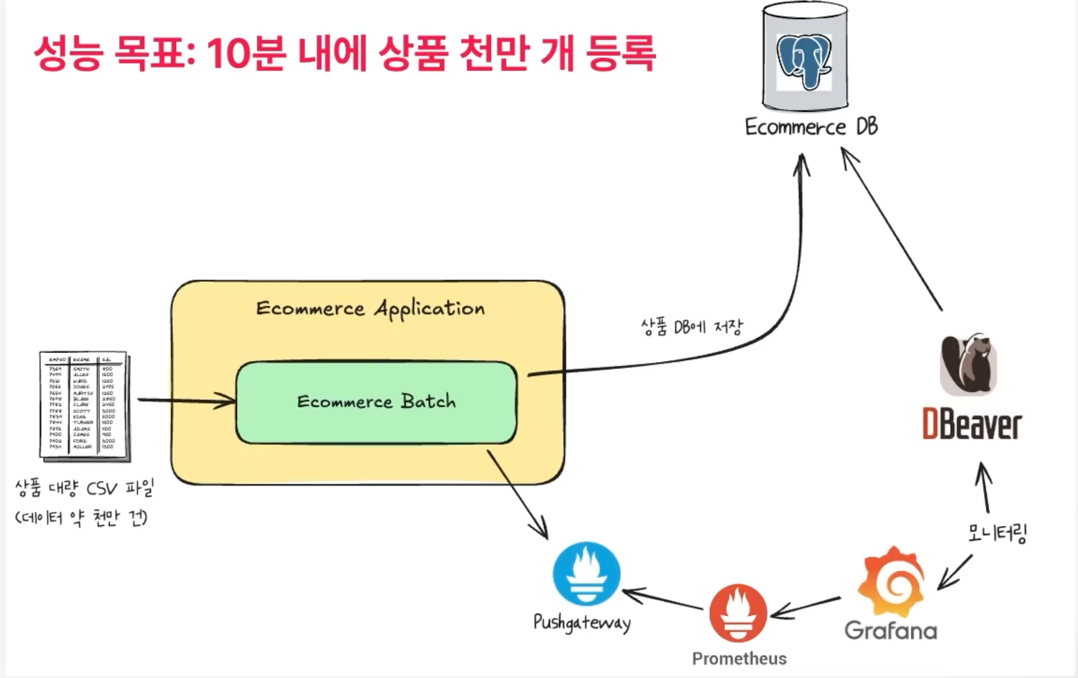 성능 목표: 10분 내에 상품 천만 개 등록
Ecommerce DB
Ecommerce Application
상품 DB에 저장
Ecommerce Batch
DBeaver
상품 대량 CSV 파일
(데이터 약 천만 건)
모니터링
Pushgateway
Grafana
Prometheus